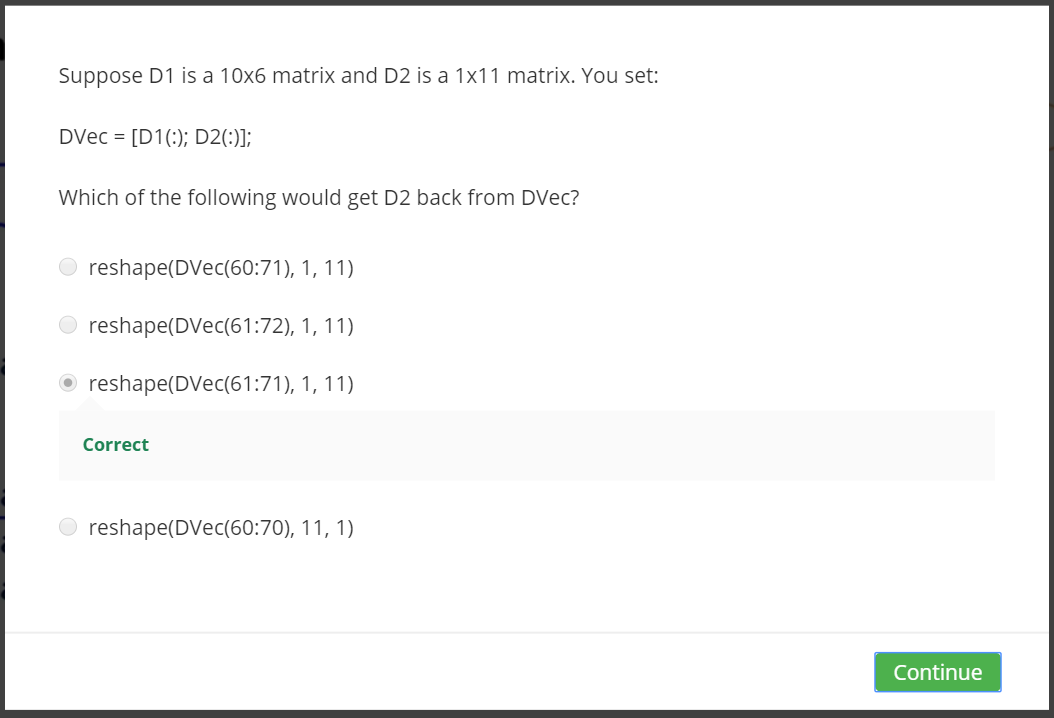 Suppose D1 is a 10x6 matrix and D2 is a 1x11 matrix. You set:
DVec = [D1(:); D2(:)];
Which of the following would get D2 back from DVec?
reshape(DVec(60:71), 1, 11)
reshape(DVec(61:72), 1, 11)
reshape(DVec(61:71), 1, 11)
Correct
reshape(DVec(60:70), 11, 1)
Continue